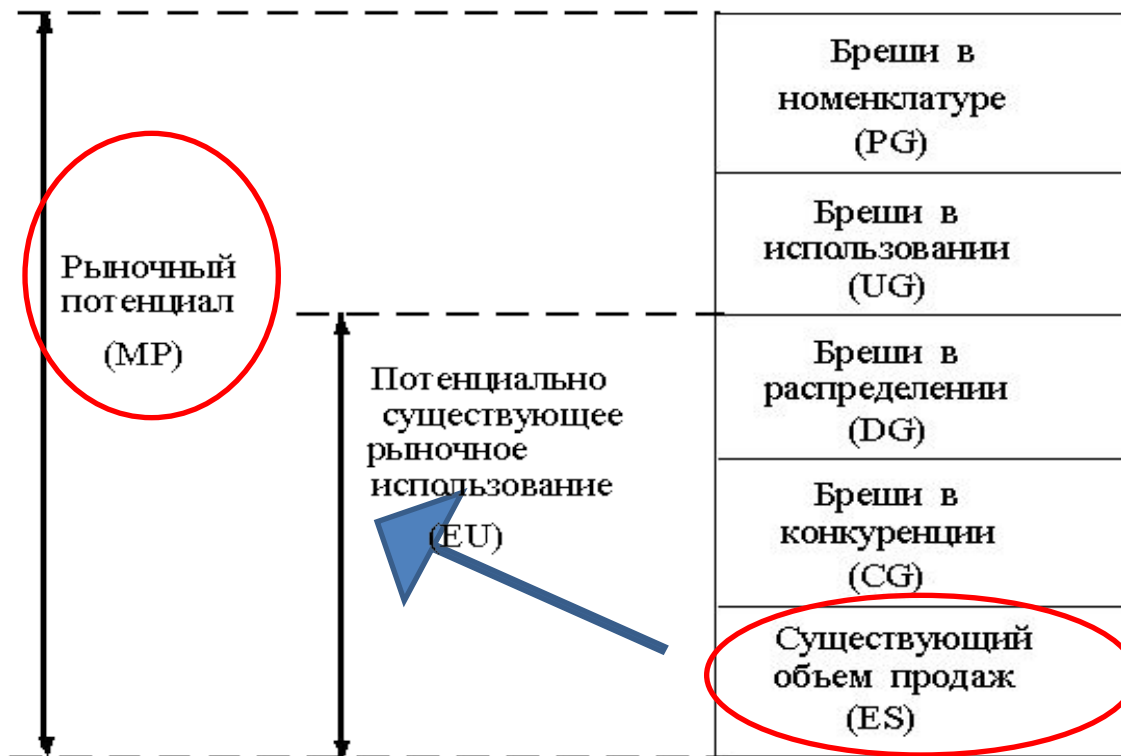 Рыночный
потенциал
(MP)
Потенциально
существующее
рыночное
использование
(EU)
Бреши в
номенклатуре
(PG)
Бреши в
использовании
(UG)
Бреши в
распределении
(DG)
Бреши в
конкуренции
(CG)
Существующий
обьем продаж
(ES)